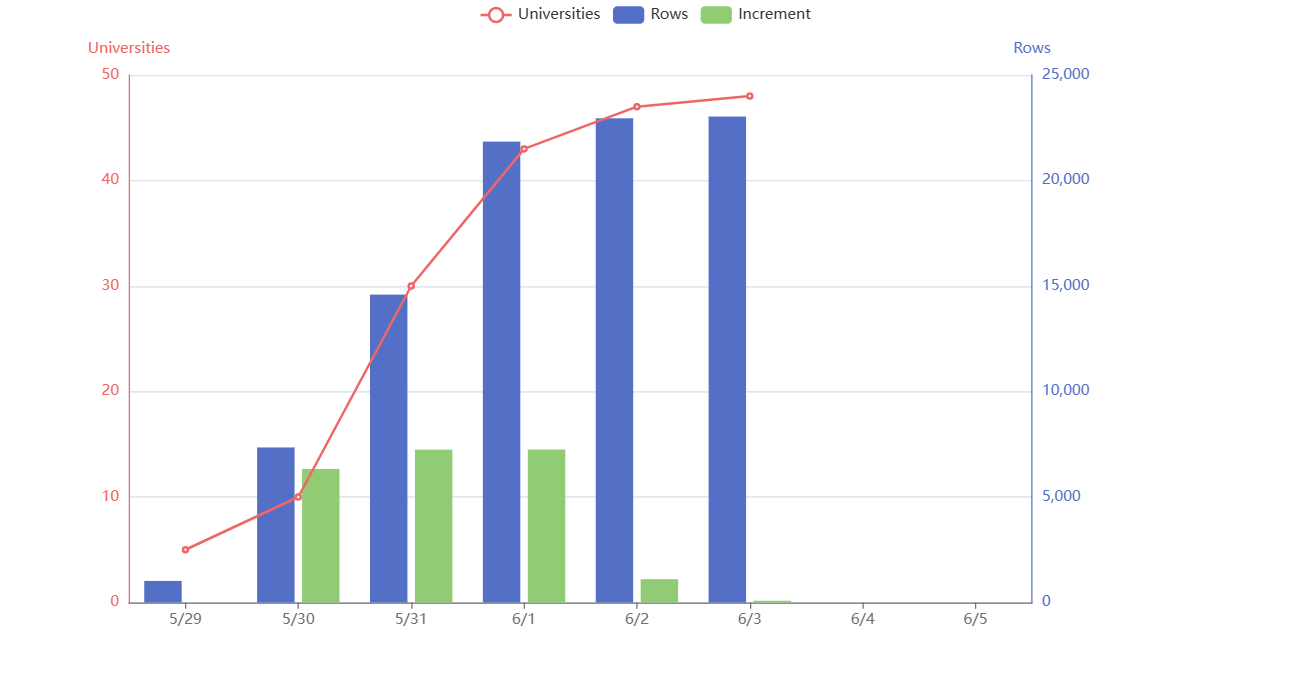 Universities Rows Increment
Universities Rows
50 25,000
40 20,000
30 15,000
20 10,000
10 5,000
0 0
5/29 5/30 5/31 6/1 6/2 6/3 6/4 6/5